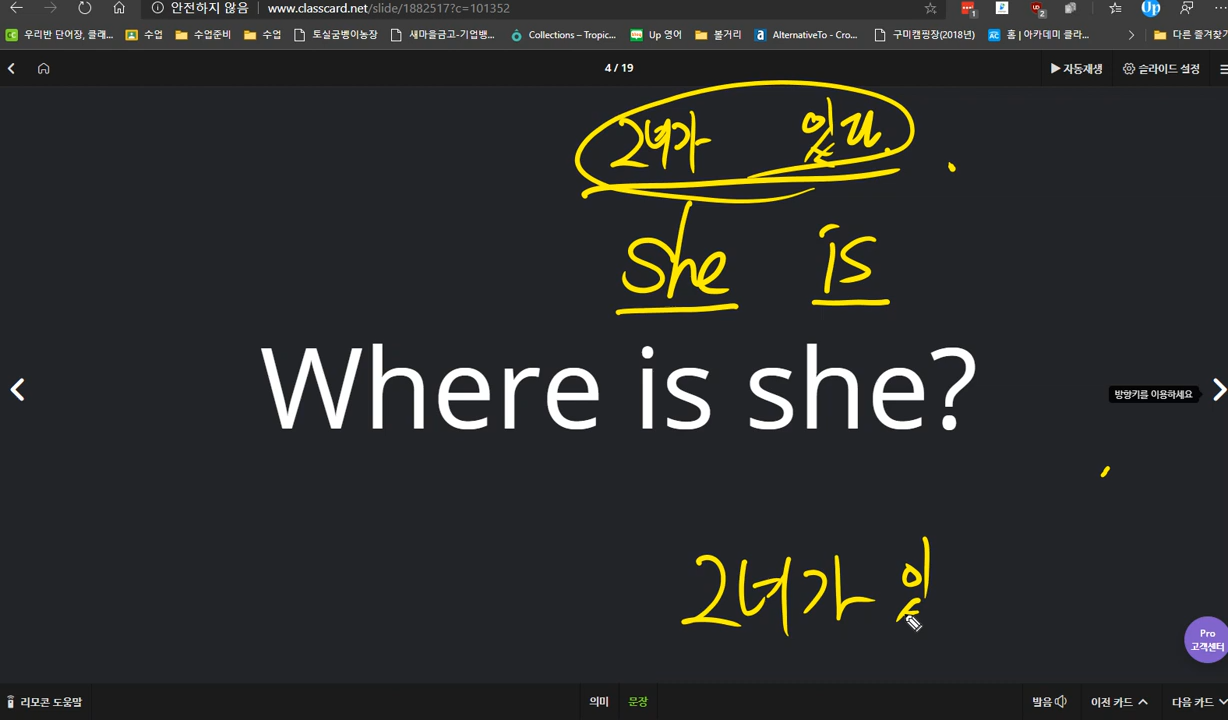 안전하지 않음 www.classcard.net/slide/1882517?c=101352
우리반 단어장, 클래... 수업 수업준비 수업 토실굼벵이농장 새마을금고-기업뱅... Collections – Tropic... Up 영어 볼거리 AlternativeTo - Cro... 구미캠핑장(2018년) 홈 | 아카데미 클라... 다른 즐겨찾기
4 / 19 자동재생 슬라이드 설정
그녀가 있다.
she is
Where is she?
방향키를 이용하세요
그녀가 있
Pro
고객센터
리모콘 도움말 의미 문장 발음 이전 카드 다음 카드